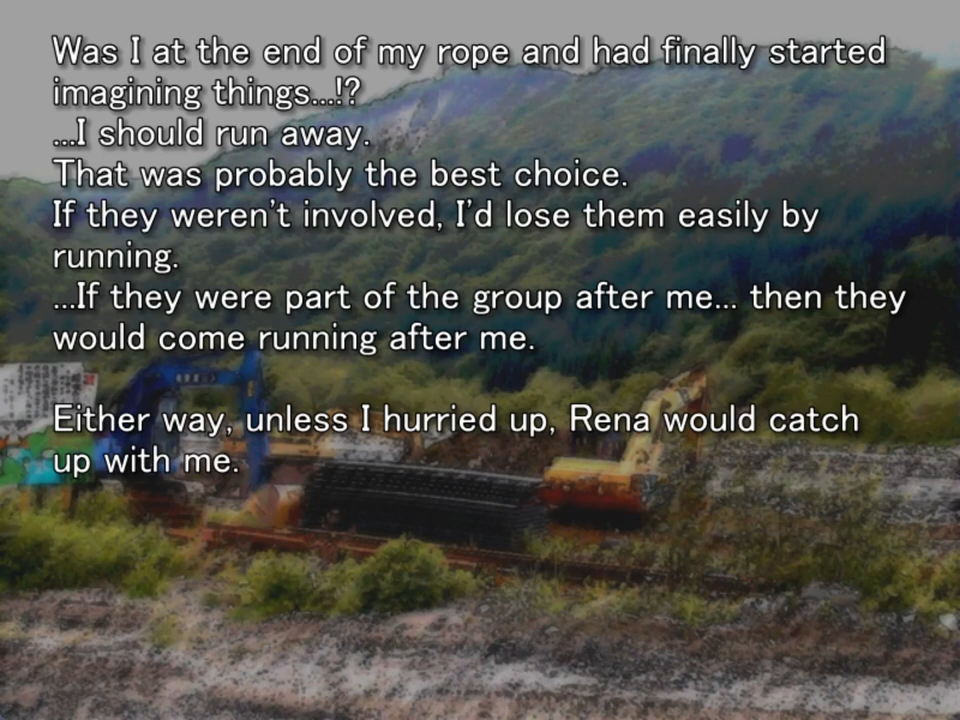 Was I at the end of my rope and had finally started
imagining things...!?
...I should run away.
That was probably the best choice.
If they weren't involved, I'd lose them easily by
running.
...If they were part of the group after me... then they
would come running after me.
Either way, unless I hurried up, Rena would catch
up with me.